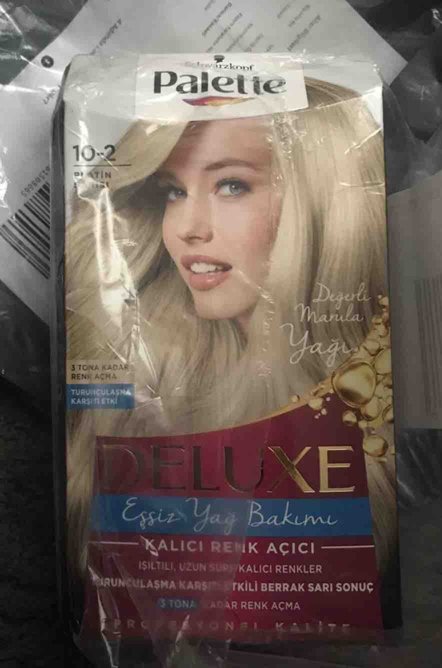 Schwarzkopf
Palette
10-2
PLATİN
Değerli
Marula
Yağı
3 TONA KADAR
RENK AÇMA
TURUNCULAŞMA
KARŞITI ETKİ
DELUXE
Eşsiz Yağ Bakımı
KALICI RENK AÇICI
IŞILTILI, UZUN SÜRE KALICI RENKLER
TURUNCULAŞMA KARŞITI ETKİLİ BERRAK SARI SONUÇ
3 TONA KADAR RENK AÇMA
PROFESYONEL KALİTE